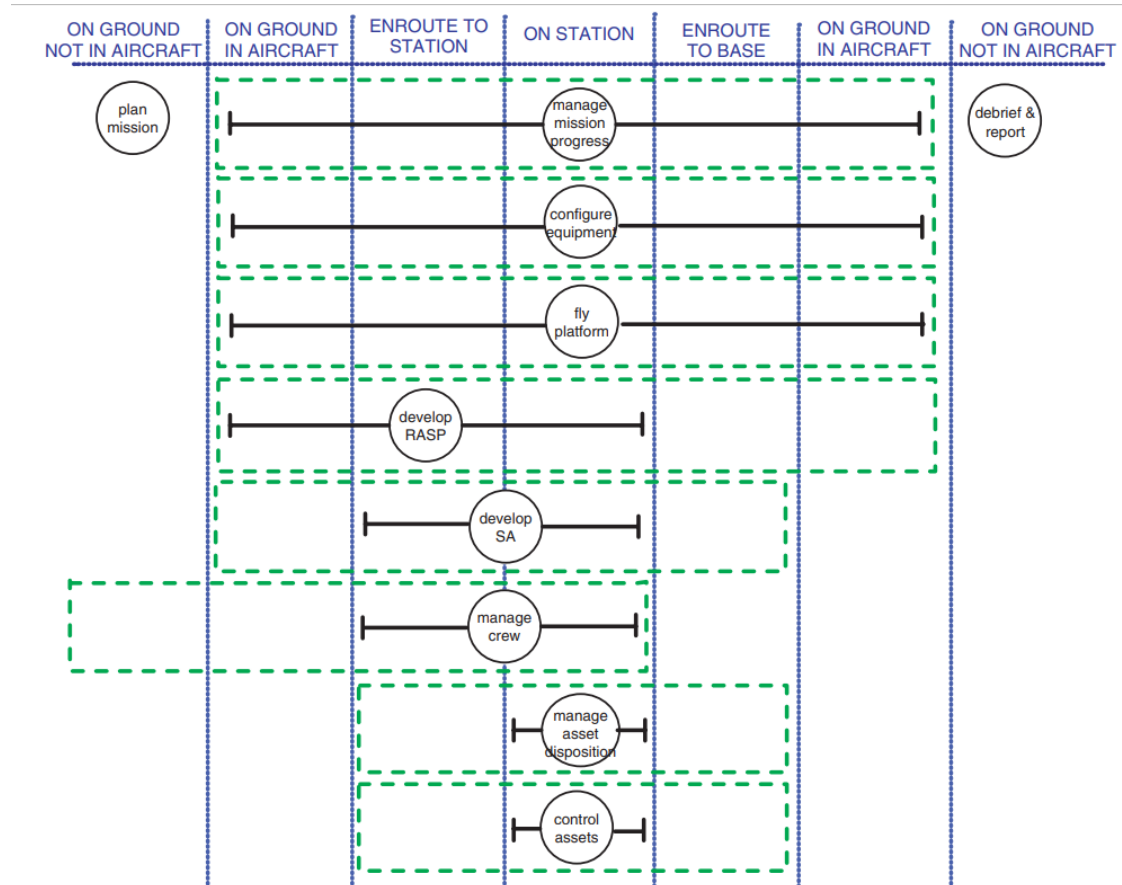 ON GROUND
NOT IN AIRCRAFT
ON GROUND
IN AIRCRAFT
ENROUTE TO
STATION
ON STATION
ENROUTE
TO BASE
ON GROUND
IN AIRCRAFT
ON GROUND
NOT IN AIRCRAFT
plan
mission
manage
mission
progress
debrief &
report
configure
equipment
fly
platform
develop
RASP
develop
SA
manage
crew
manage
asset
disposition
control
assets